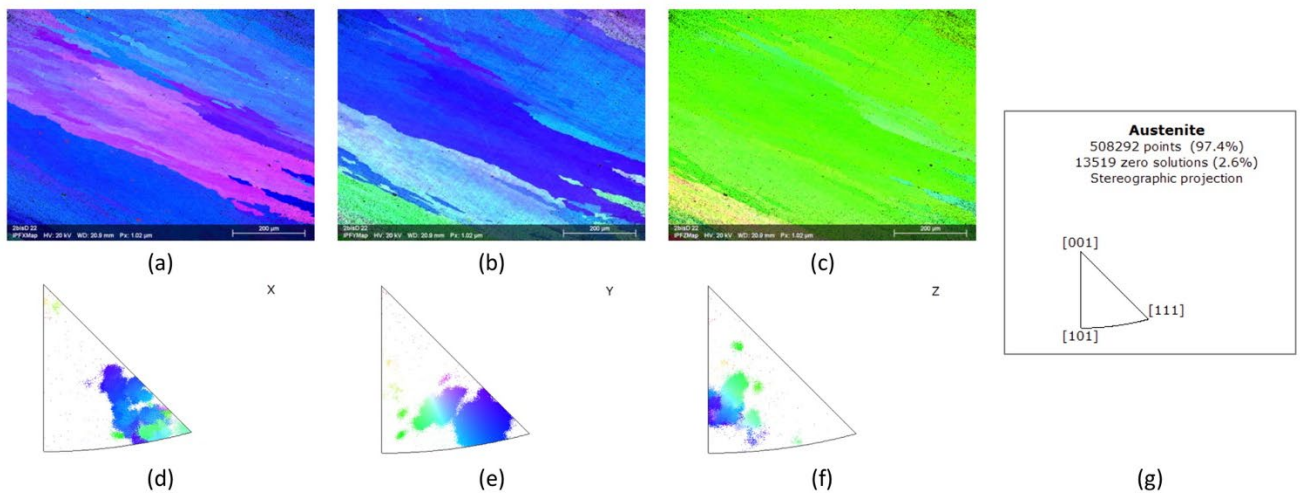 2bisD 22
IPFXMap HV: 20 kV WD: 20.9 mm Px: 1.02 µm
200 µm
2bisD 22
IPFYMap HV: 20 kV WD: 20.9 mm Px: 1.02 µm
200 µm
2bisD 22
IPFZMap HV: 20 kV WD: 20.9 mm Px: 1.02 µm
200 µm
(a)
(b)
(c)
X
Y
Z
Austenite
508292 points (97.4%)
13519 zero solutions (2.6%)
Stereographic projection
[001]
[111]
[101]
(d)
(e)
(f)
(g)